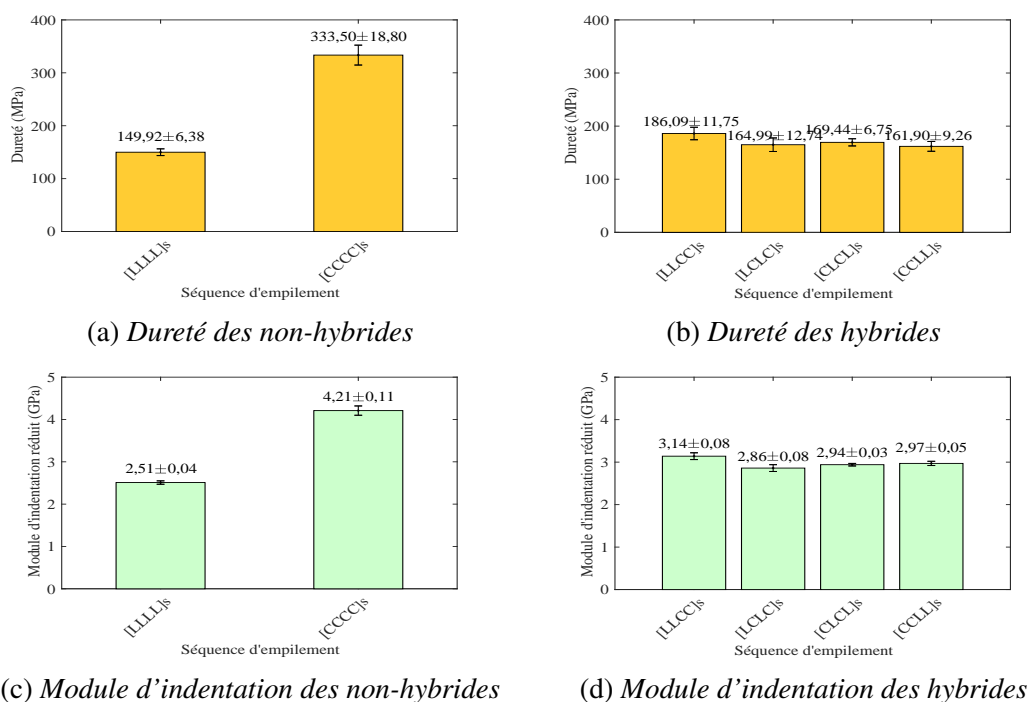 400
300
200
100
0
Dureté (MPa)
149,92±6,38
333,50±18,80
[LLLL]s
[CCCC]s
Séquence d'empilement
(a) Dureté des non-hybrides
400
300
200
100
0
Dureté (MPa)
186,09±11,75
164,99±12,74
169,44±6,75
161,90±9,26
[LLCC]s
[LCLC]s
[CLCL]s
[CCLL]s
Séquence d'empilement
(b) Dureté des hybrides
5
4
3
2
1
0
Module d'indentation réduit (GPa)
2,51±0,04
4,21±0,11
[LLLL]s
[CCCC]s
Séquence d'empilement
(c) Module d'indentation des non-hybrides
5
4
3
2
1
0
Module d'indentation réduit (GPa)
3,14±0,08
2,86±0,08
2,94±0,03
2,97±0,05
[LLCC]s
[LCLC]s
[CLCL]s
[CCLL]s
Séquence d'empilement
(d) Module d'indentation des hybrides